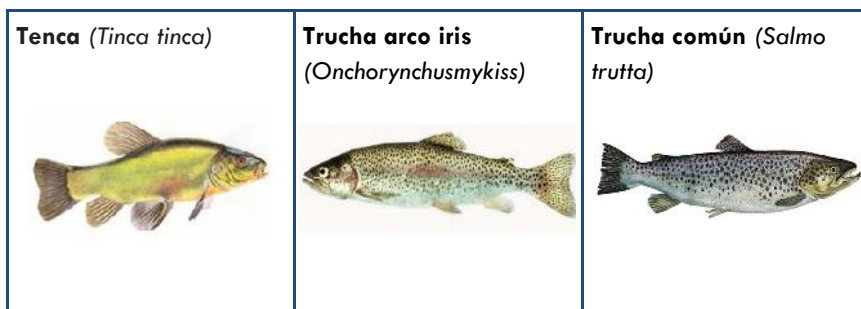 Tenca (Tinca tinca)
Trucha arco iris
(Onchorynchusmykiss)
Trucha común (Salmo
trutta)